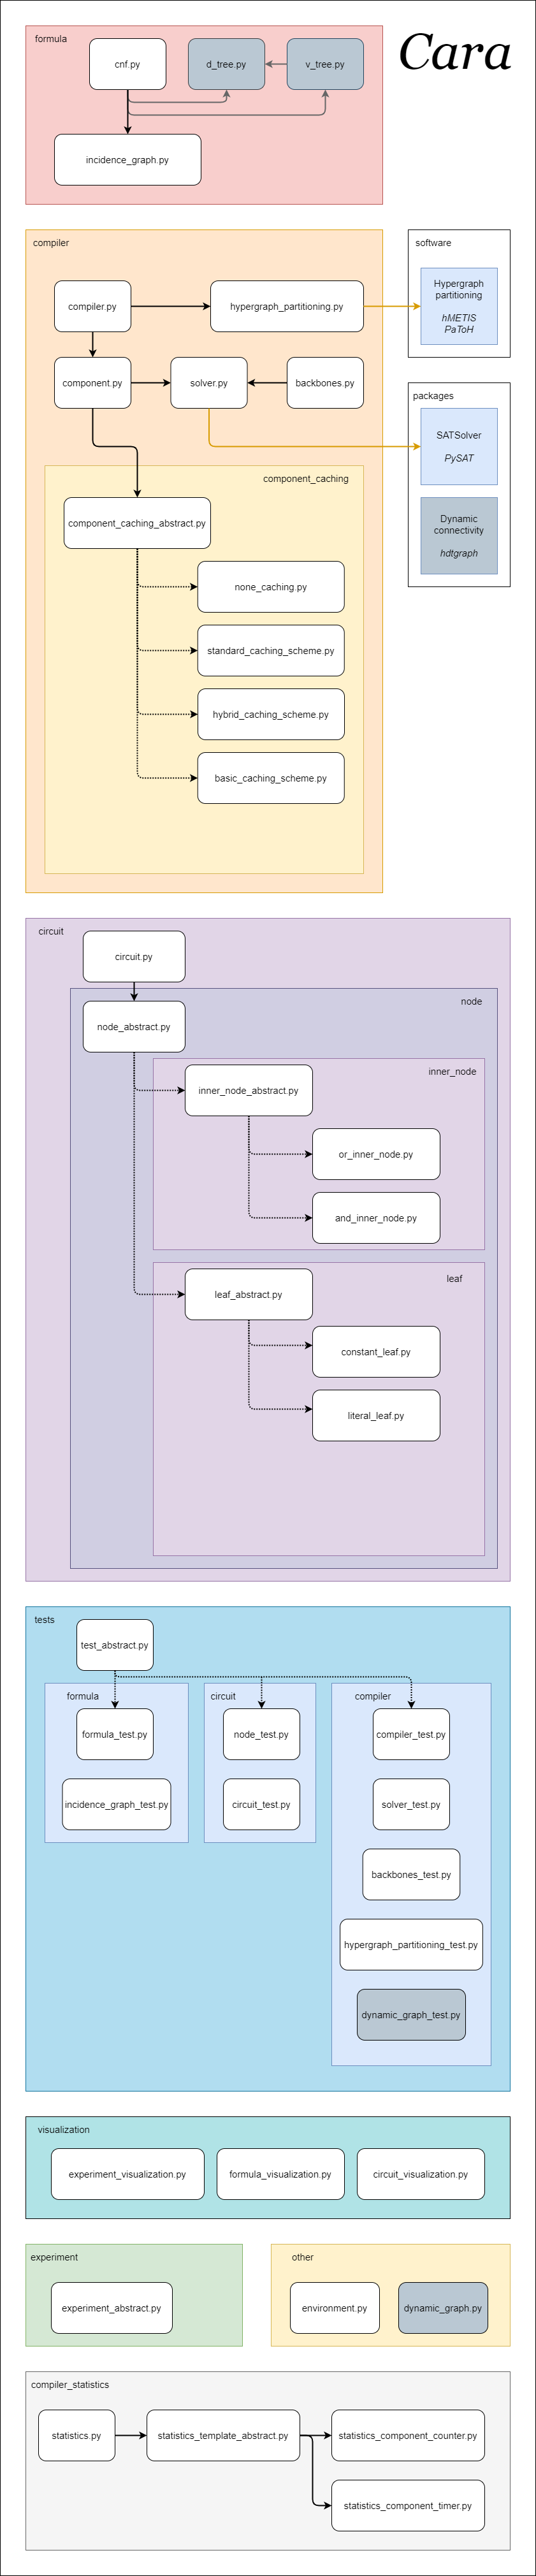 Cara
formula
cnf.py
d_tree.py
v_tree.py
incidence_graph.py
compiler
compiler.py
hypergraph_partitioning.py
component.py
solver.py
backbones.py
component_caching
component_caching_abstract.py
none_caching.py
standard_caching_scheme.py
hybrid_caching_scheme.py
basic_caching_scheme.py
software
Hypergraph
partitioning
hMETIS
PaToH
packages
SATSolver
PySAT
Dynamic
connectivity
hdtgraph
circuit
circuit.py
node
node_abstract.py
inner_node
inner_node_abstract.py
or_inner_node.py
and_inner_node.py
leaf
leaf_abstract.py
constant_leaf.py
literal_leaf.py
tests
test_abstract.py
formula
formula_test.py
incidence_graph_test.py
circuit
node_test.py
circuit_test.py
compiler
compiler_test.py
solver_test.py
backbones_test.py
hypergraph_partitioning_test.py
dynamic_graph_test.py
visualization
experiment_visualization.py
formula_visualization.py
circuit_visualization.py
experiment
experiment_abstract.py
other
environment.py
dynamic_graph.py
compiler_statistics
statistics.py
statistics_template_abstract.py
statistics_component_counter.py
statistics_component_timer.py